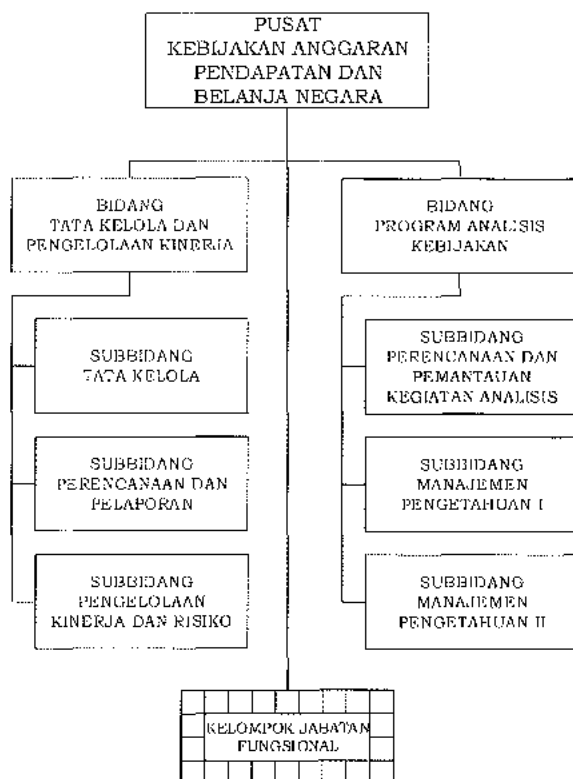 PUSAT
KEBIJAKAN ANGGARAN
PENDAPATAN DAN
BELANJA NEGARA
BIDANG
TATA KELOLA DAN
PENGELOLAAN KINERJA
BIDANG
PROGRAM ANALISIS
KEBIJAKAN
SUBBIDANG
TATA KELOLA
SUBBIDANG
PERENCANAAN DAN
PEMANTAUAN
KEGIATAN ANALISIS
SUBBIDANG
PERENCANAAN DAN
PELAPORAN
SUBBIDANG
MANAJEMEN
PENGETAHUAN I
SUBBIDANG
PENGELOLAAN
KINERJA DAN RISIKO
SUBBIDANG
MANAJEMEN
PENGETAHUAN II
KELOMPOK JABATAN
FUNGSIONAL